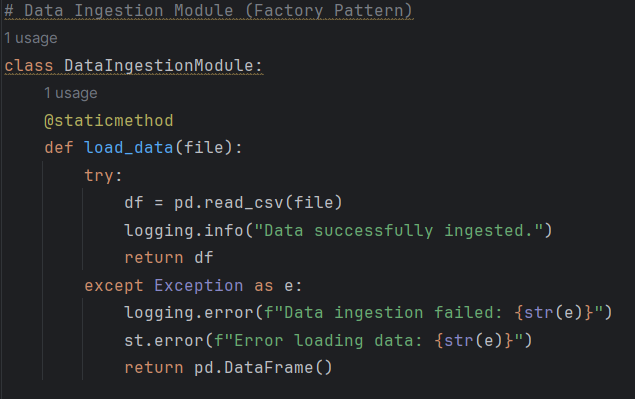 # Data Ingestion Module (Factory Pattern)
1 usage
class DataIngestionModule:
    1 usage
    @staticmethod
    def load_data(file):
        try:
            df = pd.read_csv(file)
            logging.info("Data successfully ingested.")
            return df
        except Exception as e:
            logging.error(f"Data ingestion failed: {str(e)}")
            st.error(f"Error loading data: {str(e)}")
            return pd.DataFrame()